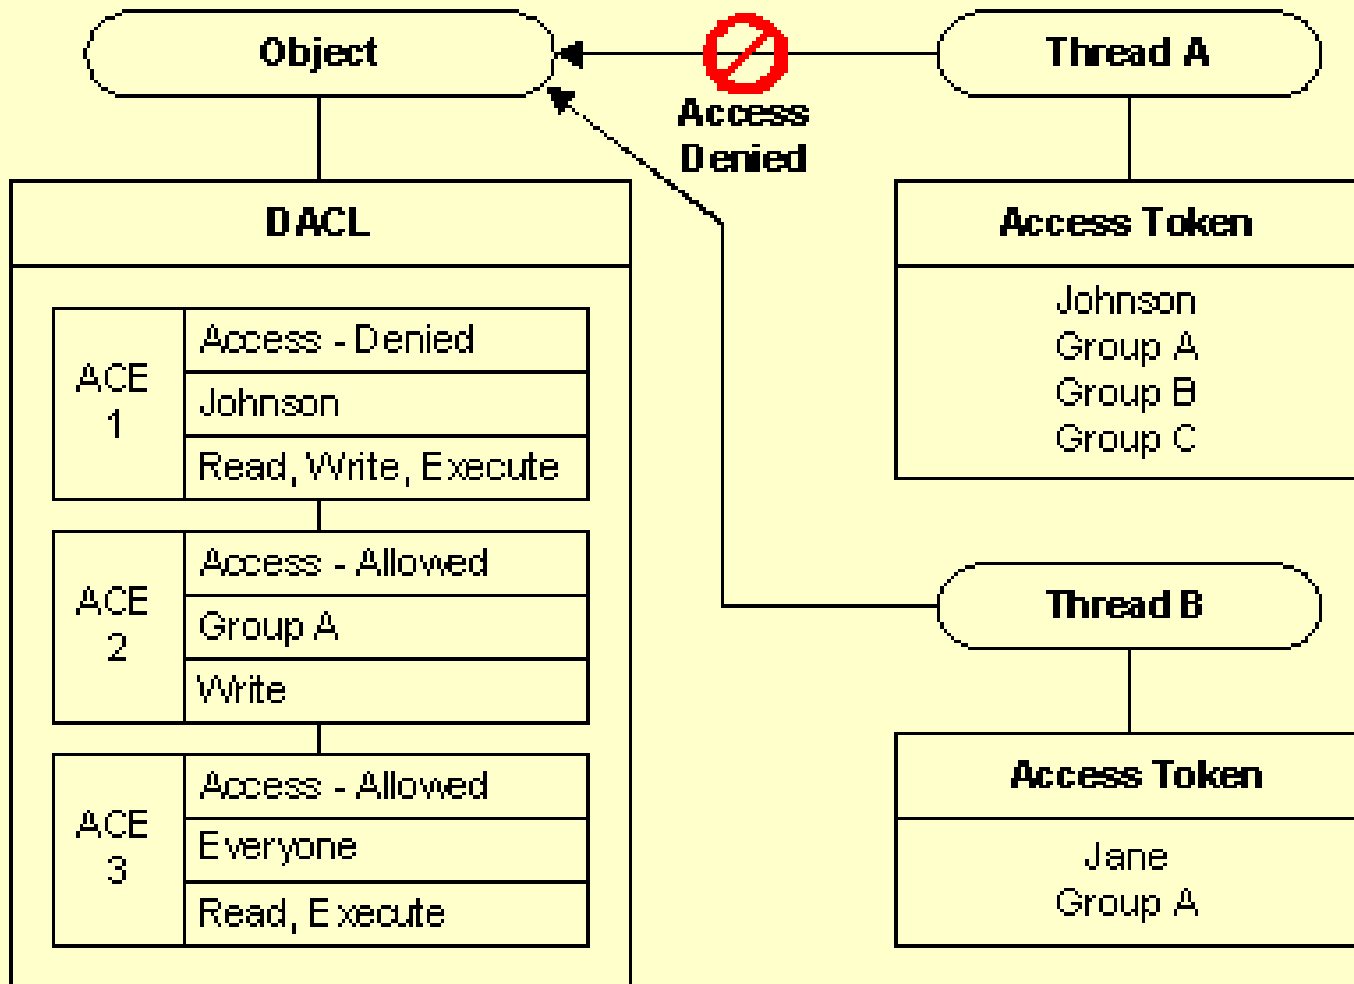 Object
Thread A
Access
Denied
DACL
ACE
1
Access - Denied
Johnson
Read, Write, Execute
ACE
2
Access - Allowed
Group A
Write
ACE
3
Access - Allowed
Everyone
Read, Execute
Access Token
Johnson
Group A
Group B
Group C
Thread B
Access Token
Jane
Group A